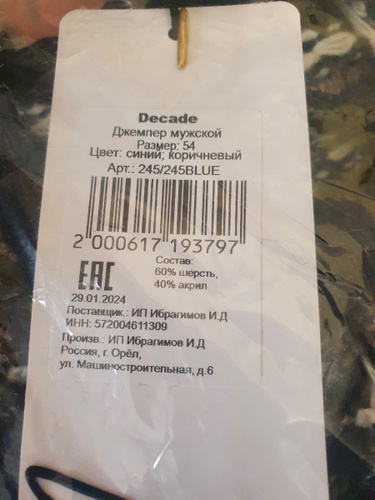 Decade
Джемпер мужской
Размер: 54
Цвет: синий; коричневый
Арт.: 245/245BLUE
2 000617 193797
Состав:
60% шерсть,
40% акрил
EAC
29.01.2024
Поставщик.: ИП Ибрагимов И.Д
ИНН: 572004611309
Произв.: ИП Ибрагимов И.Д
Россия, г. Орёл,
ул. Машиностроительная, д.6